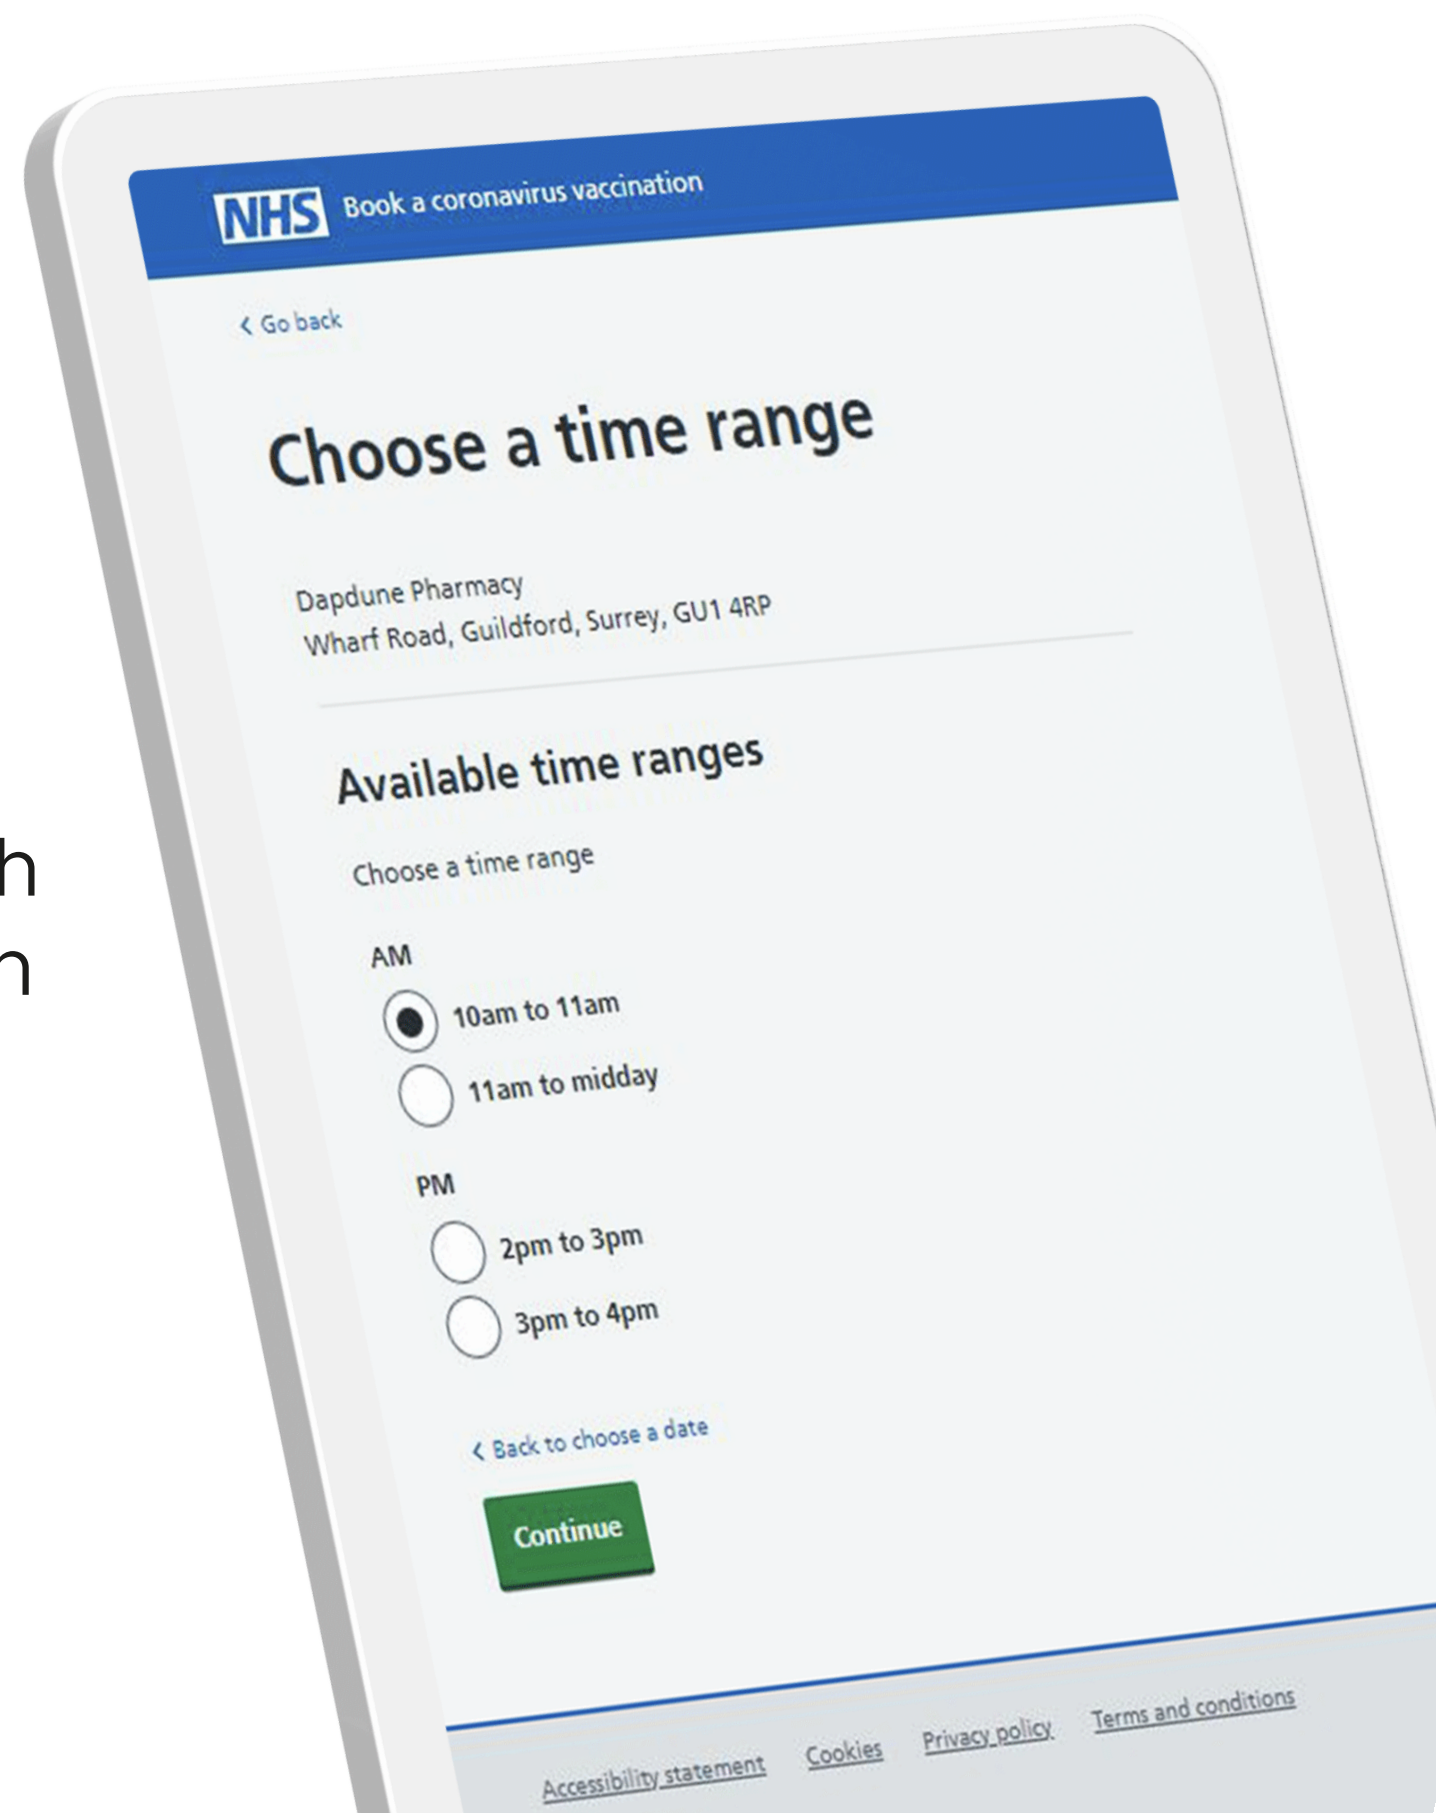 NHS Book a coronavirus vaccination
Go back
Choose a time range
Dapdune Pharmacy
Wharf Road, Guildford, Surrey, GU1 4RP
Available time ranges
Choose a time range
h
n
AM
10am to 11am
11am to midday
PM
2pm to 3pm
3pm to 4pm
Back to choose a date
Continue
Accessibility statement Cookies Privacy policy Terms and conditions